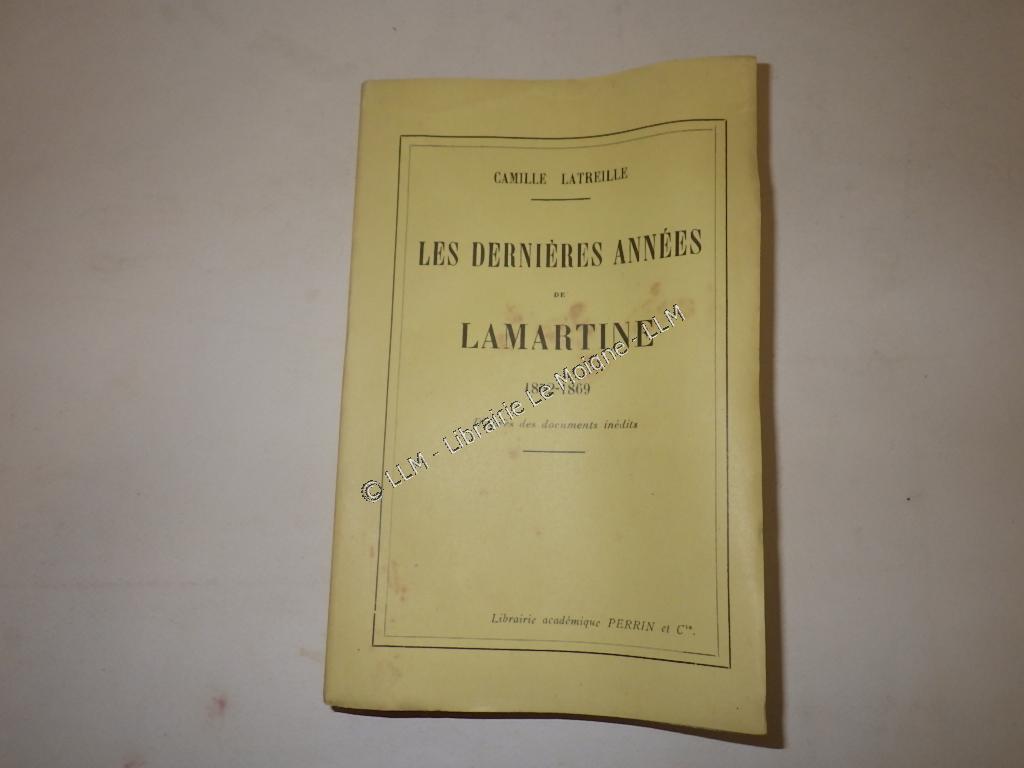 CAMILLE LATREILLE
LES DERNIÈRES ANNÉES
DE
LAMARTINE
1869
des documents inédits
Librairie académique PERRIN et Cie.
© LLM - Librairie Le Moigne - LLM